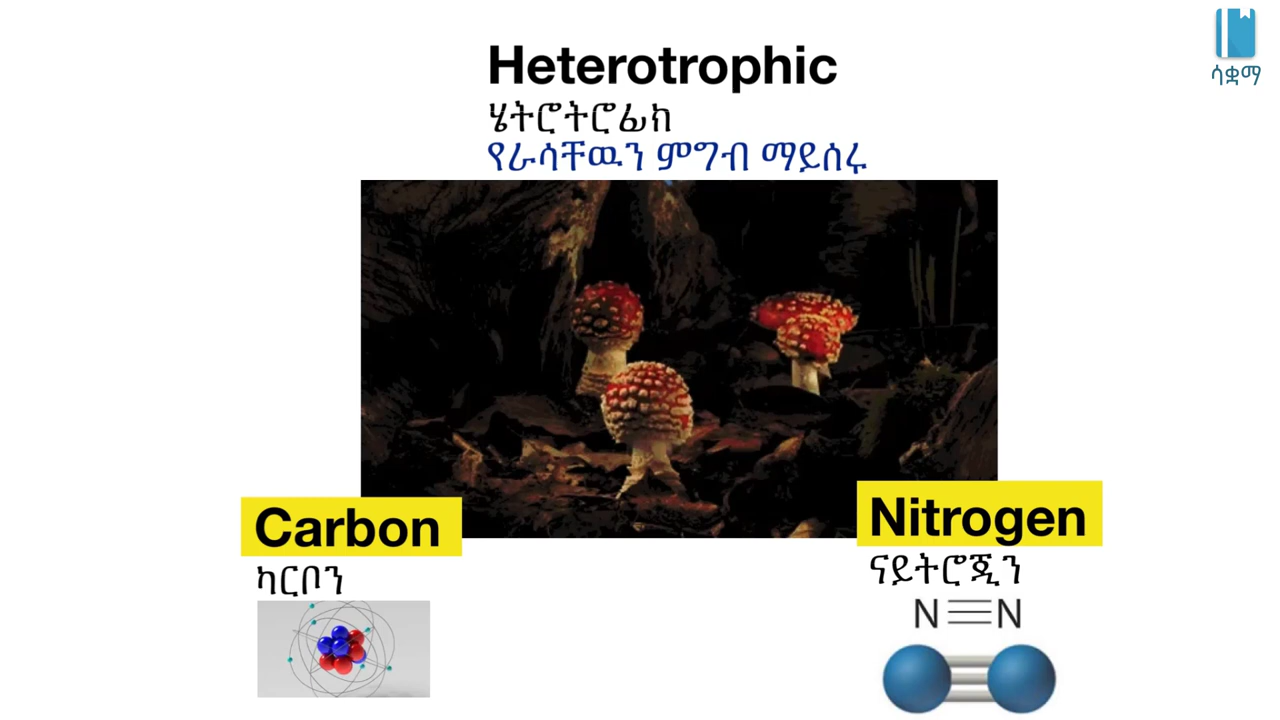 Heterotrophic
ሄትሮትሮፊክ
የራሳቸዉን ምግብ ማይሰሩ
ሳቋማ
Carbon
ካርቦን
Nitrogen
ናይትሮጂን
N≡N